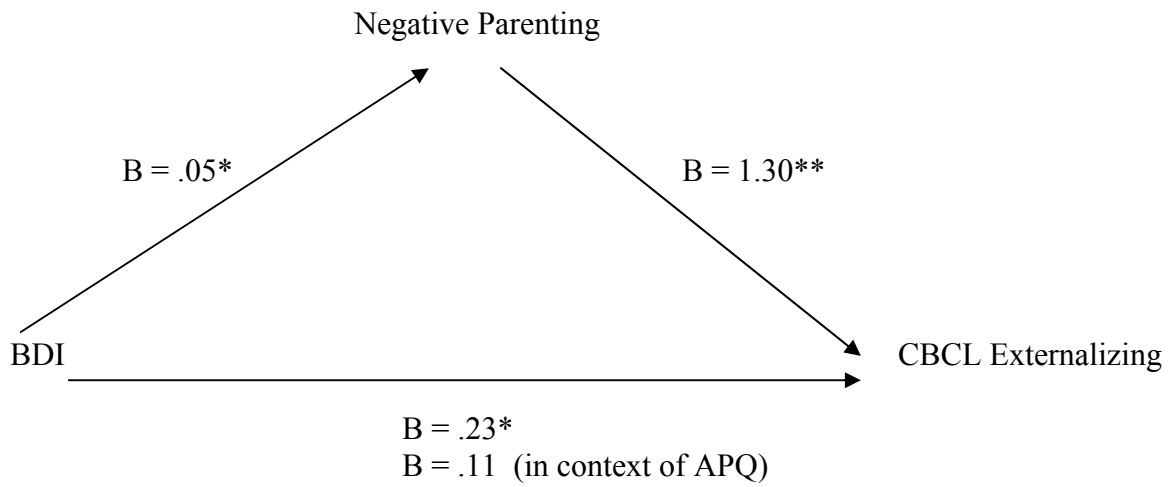 Negative Parenting
B = .05*
B = 1.30**
BDI
CBCL Externalizing
B = .23*
B = .11 (in context of APQ)